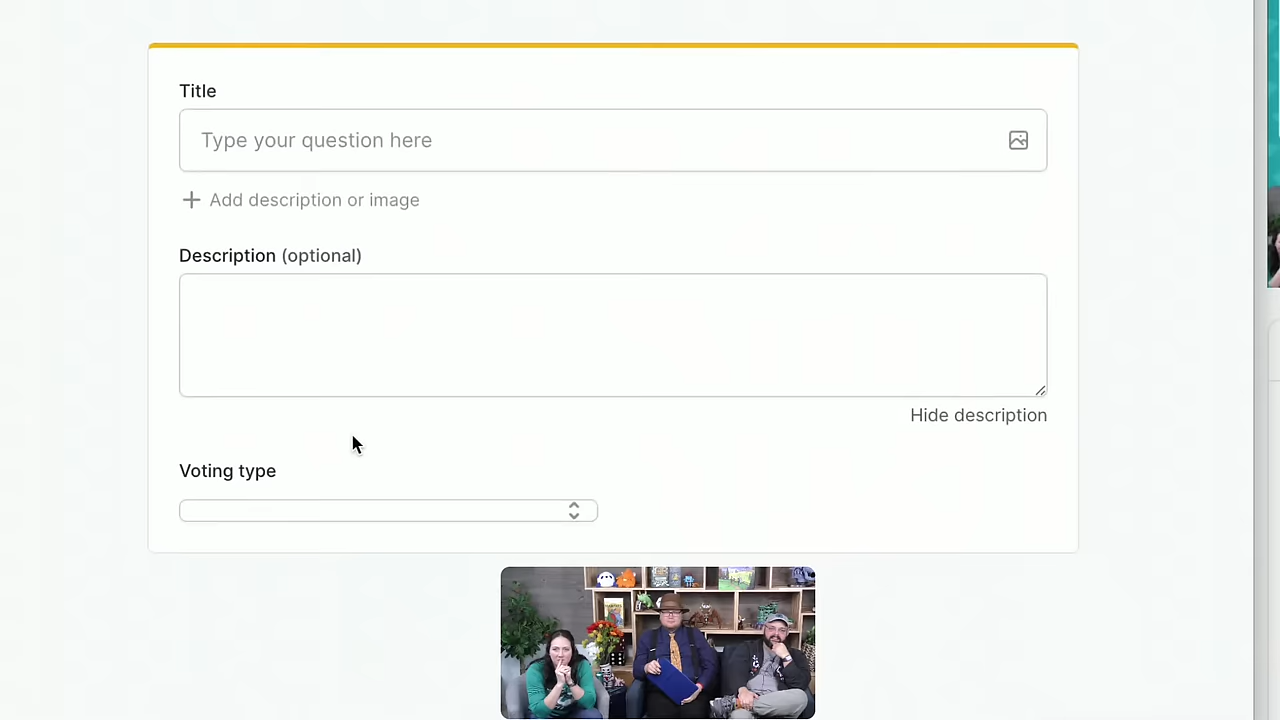 Title
Type your question here
Add description or image
Description (optional)
Hide description
Voting type